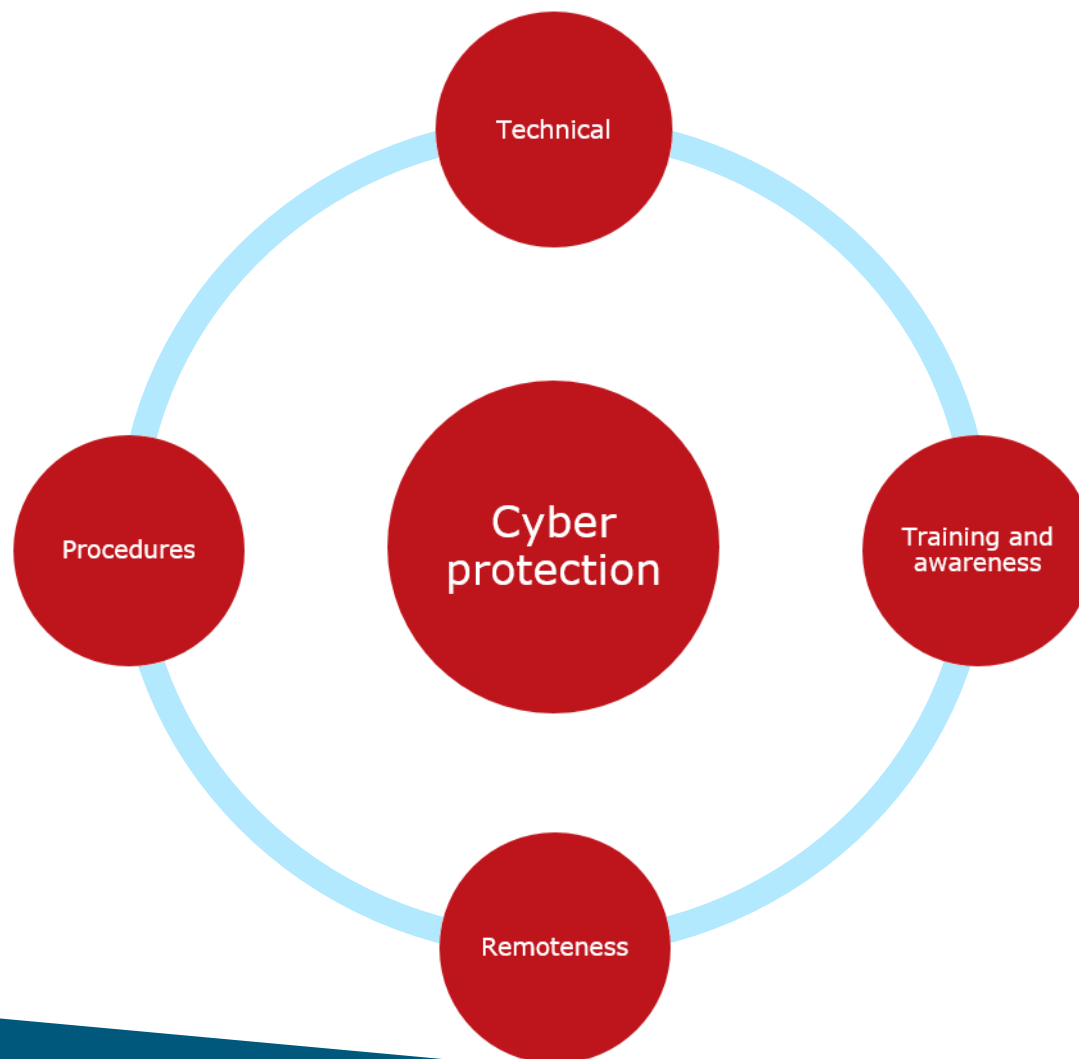 Technical
Procedures
Cyber
protection
Training and
awareness
Remoteness